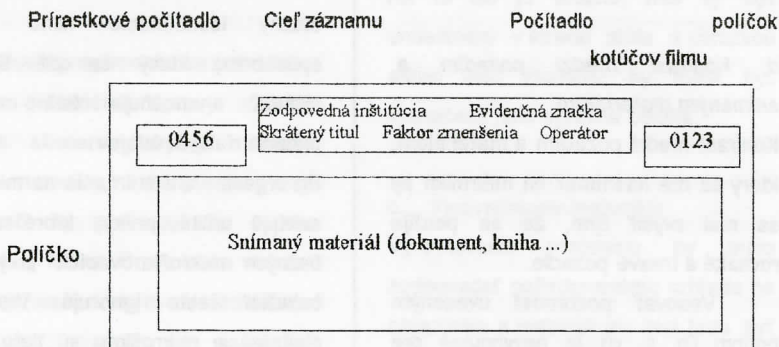 Prírastkové počítadlo Cieľ záznamu Počítadlo políčok
kotúčov filmu
Zodpovedná inštitúcia Evidenčná značka
0456 Skrátený titul Faktor zmenšenia Operátor 0123
Políčko Snímaný materiál (dokument, kniha ...)